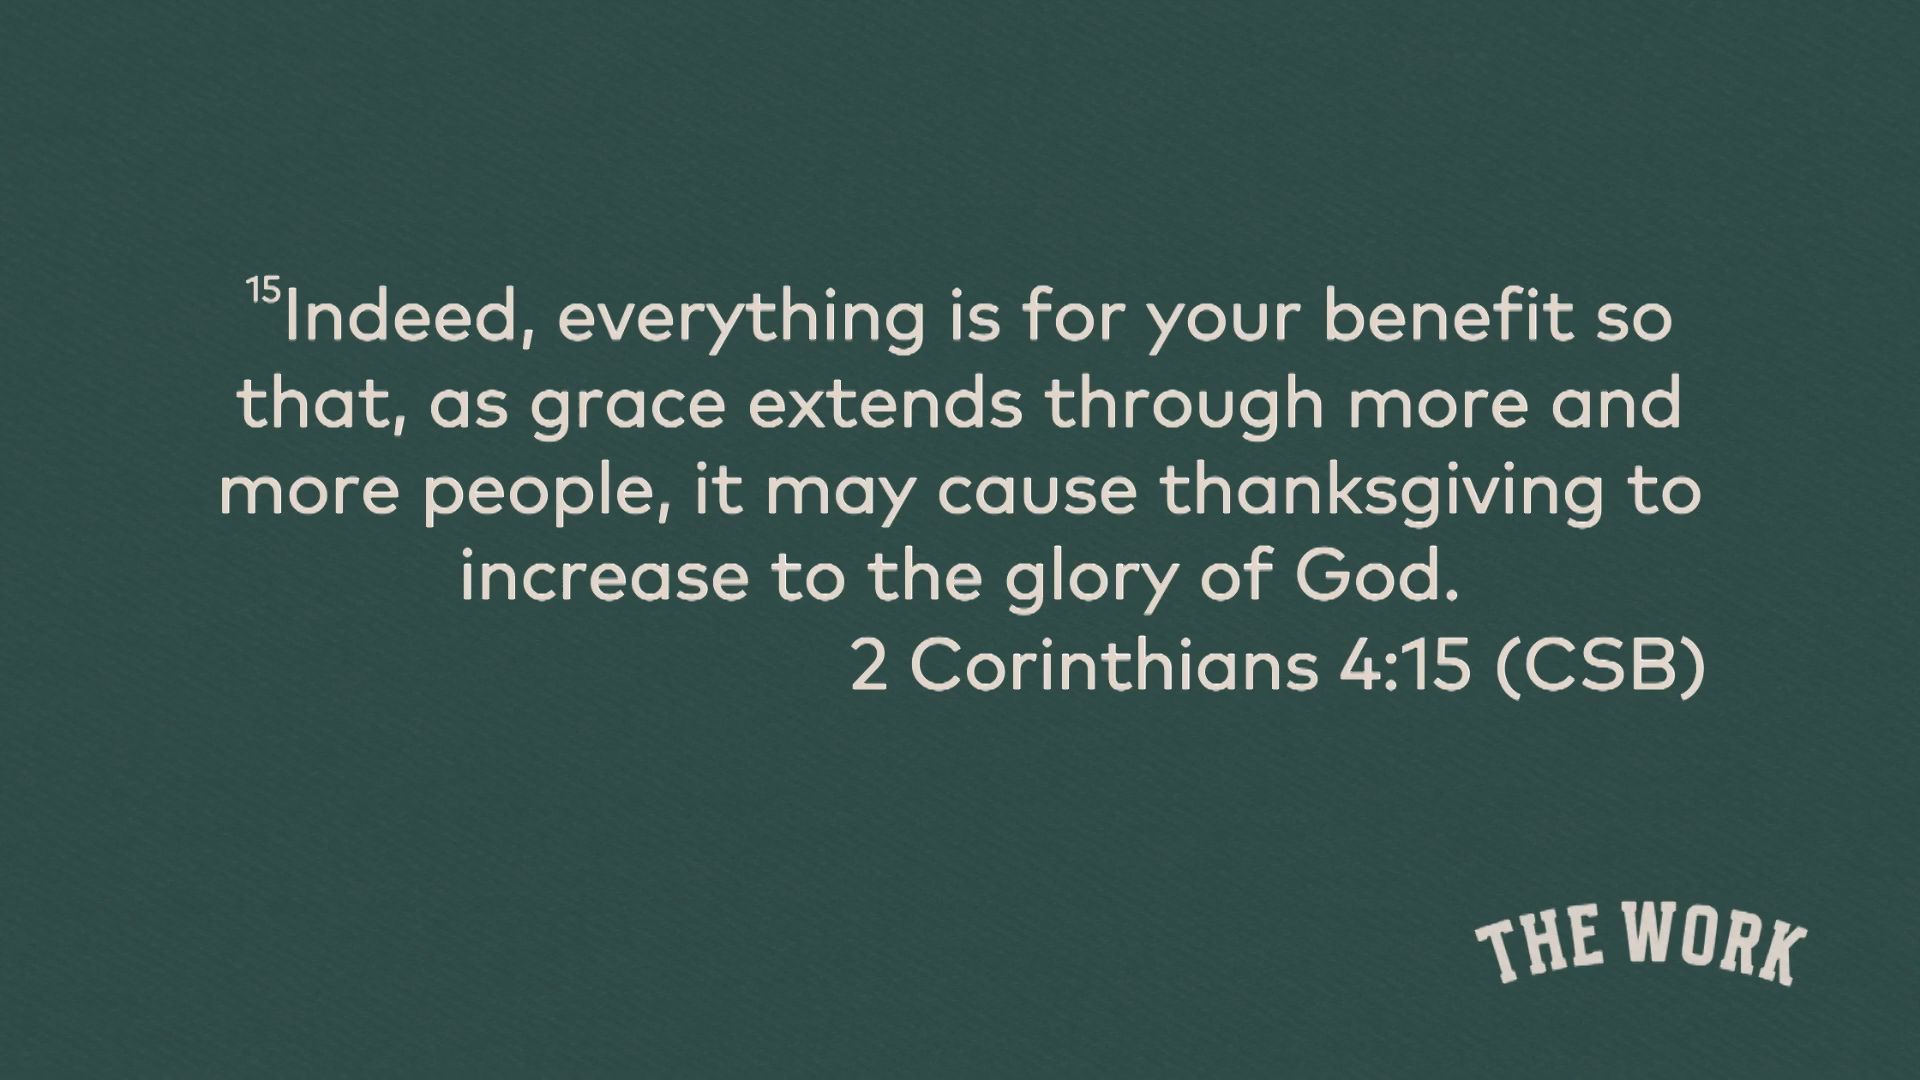 15Indeed, everything is for your benefit so
that, as grace extends through more and
more people, it may cause thanksgiving to
increase to the glory of God.
2 Corinthians 4:15 (CSB)
THE WORK